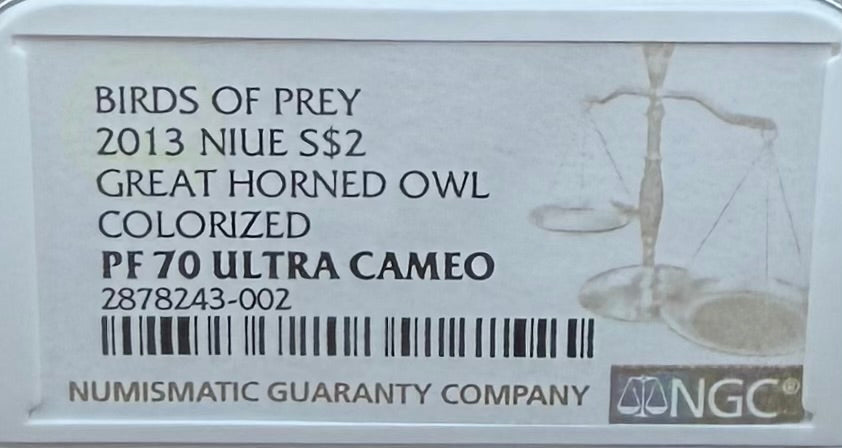 BIRDS OF PREY
2013 NIUE S$2
GREAT HORNED OWL
COLORIZED
PF 70 ULTRA CAMEO
2878243-002
NUMISMATIC GUARANTY COMPANY
NGC®